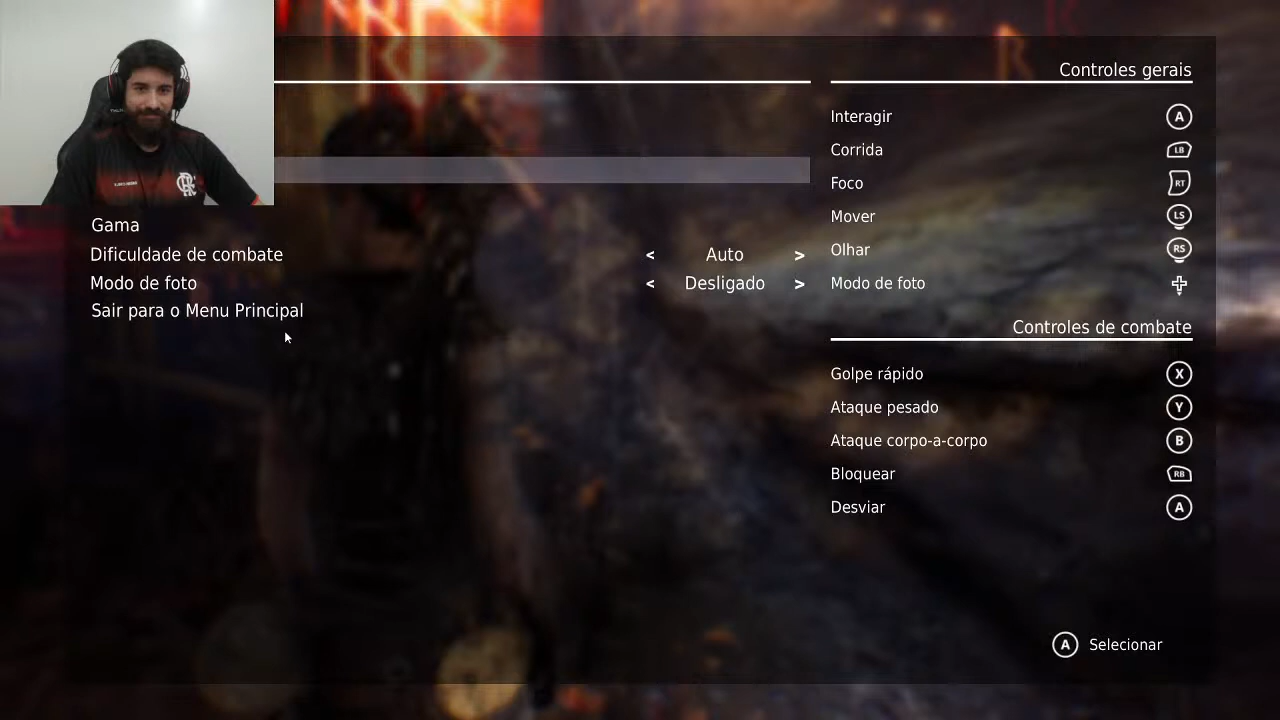 Gama
Dificuldade de combate < Auto >
Modo de foto < Desligado >
Sair para o Menu Principal
Controles gerais
Interagir A
Corrida LB
Foco RT
Mover LS
Olhar RS
Modo de foto
Controles de combate
Golpe rápido X
Ataque pesado Y
Ataque corpo-a-corpo B
Bloquear RB
Desviar A
A Selecionar